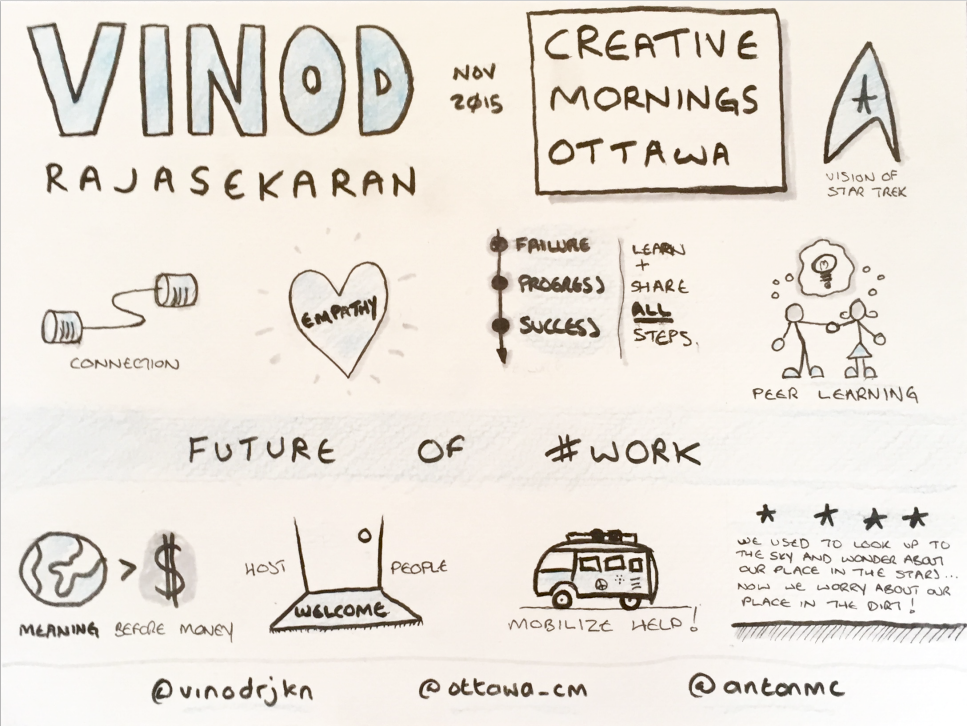 VINOD
RAJASEKARAN
NOV
2015
CREATIVE
MORNINGS
OTTAWA
VISION OF
STAR TREK
CONNECTION
EMPATHY
FAILURE
PROGRESS
SUCCESS
LEARN
+
SHARE
ALL
STEPS.
PEER LEARNING
FUTURE OF #WORK
> $
MEANING BEFORE MONEY
HOST PEOPLE
WELCOME
MOBILIZE HELP!
WE USED TO LOOK UP TO
THE SKY AND WONDER ABOUT
OUR PLACE IN THE STARS...
NOW WE WORRY ABOUT OUR
PLACE IN THE DIRT!
@vinodrjkn @ottawa_cm @antonmc